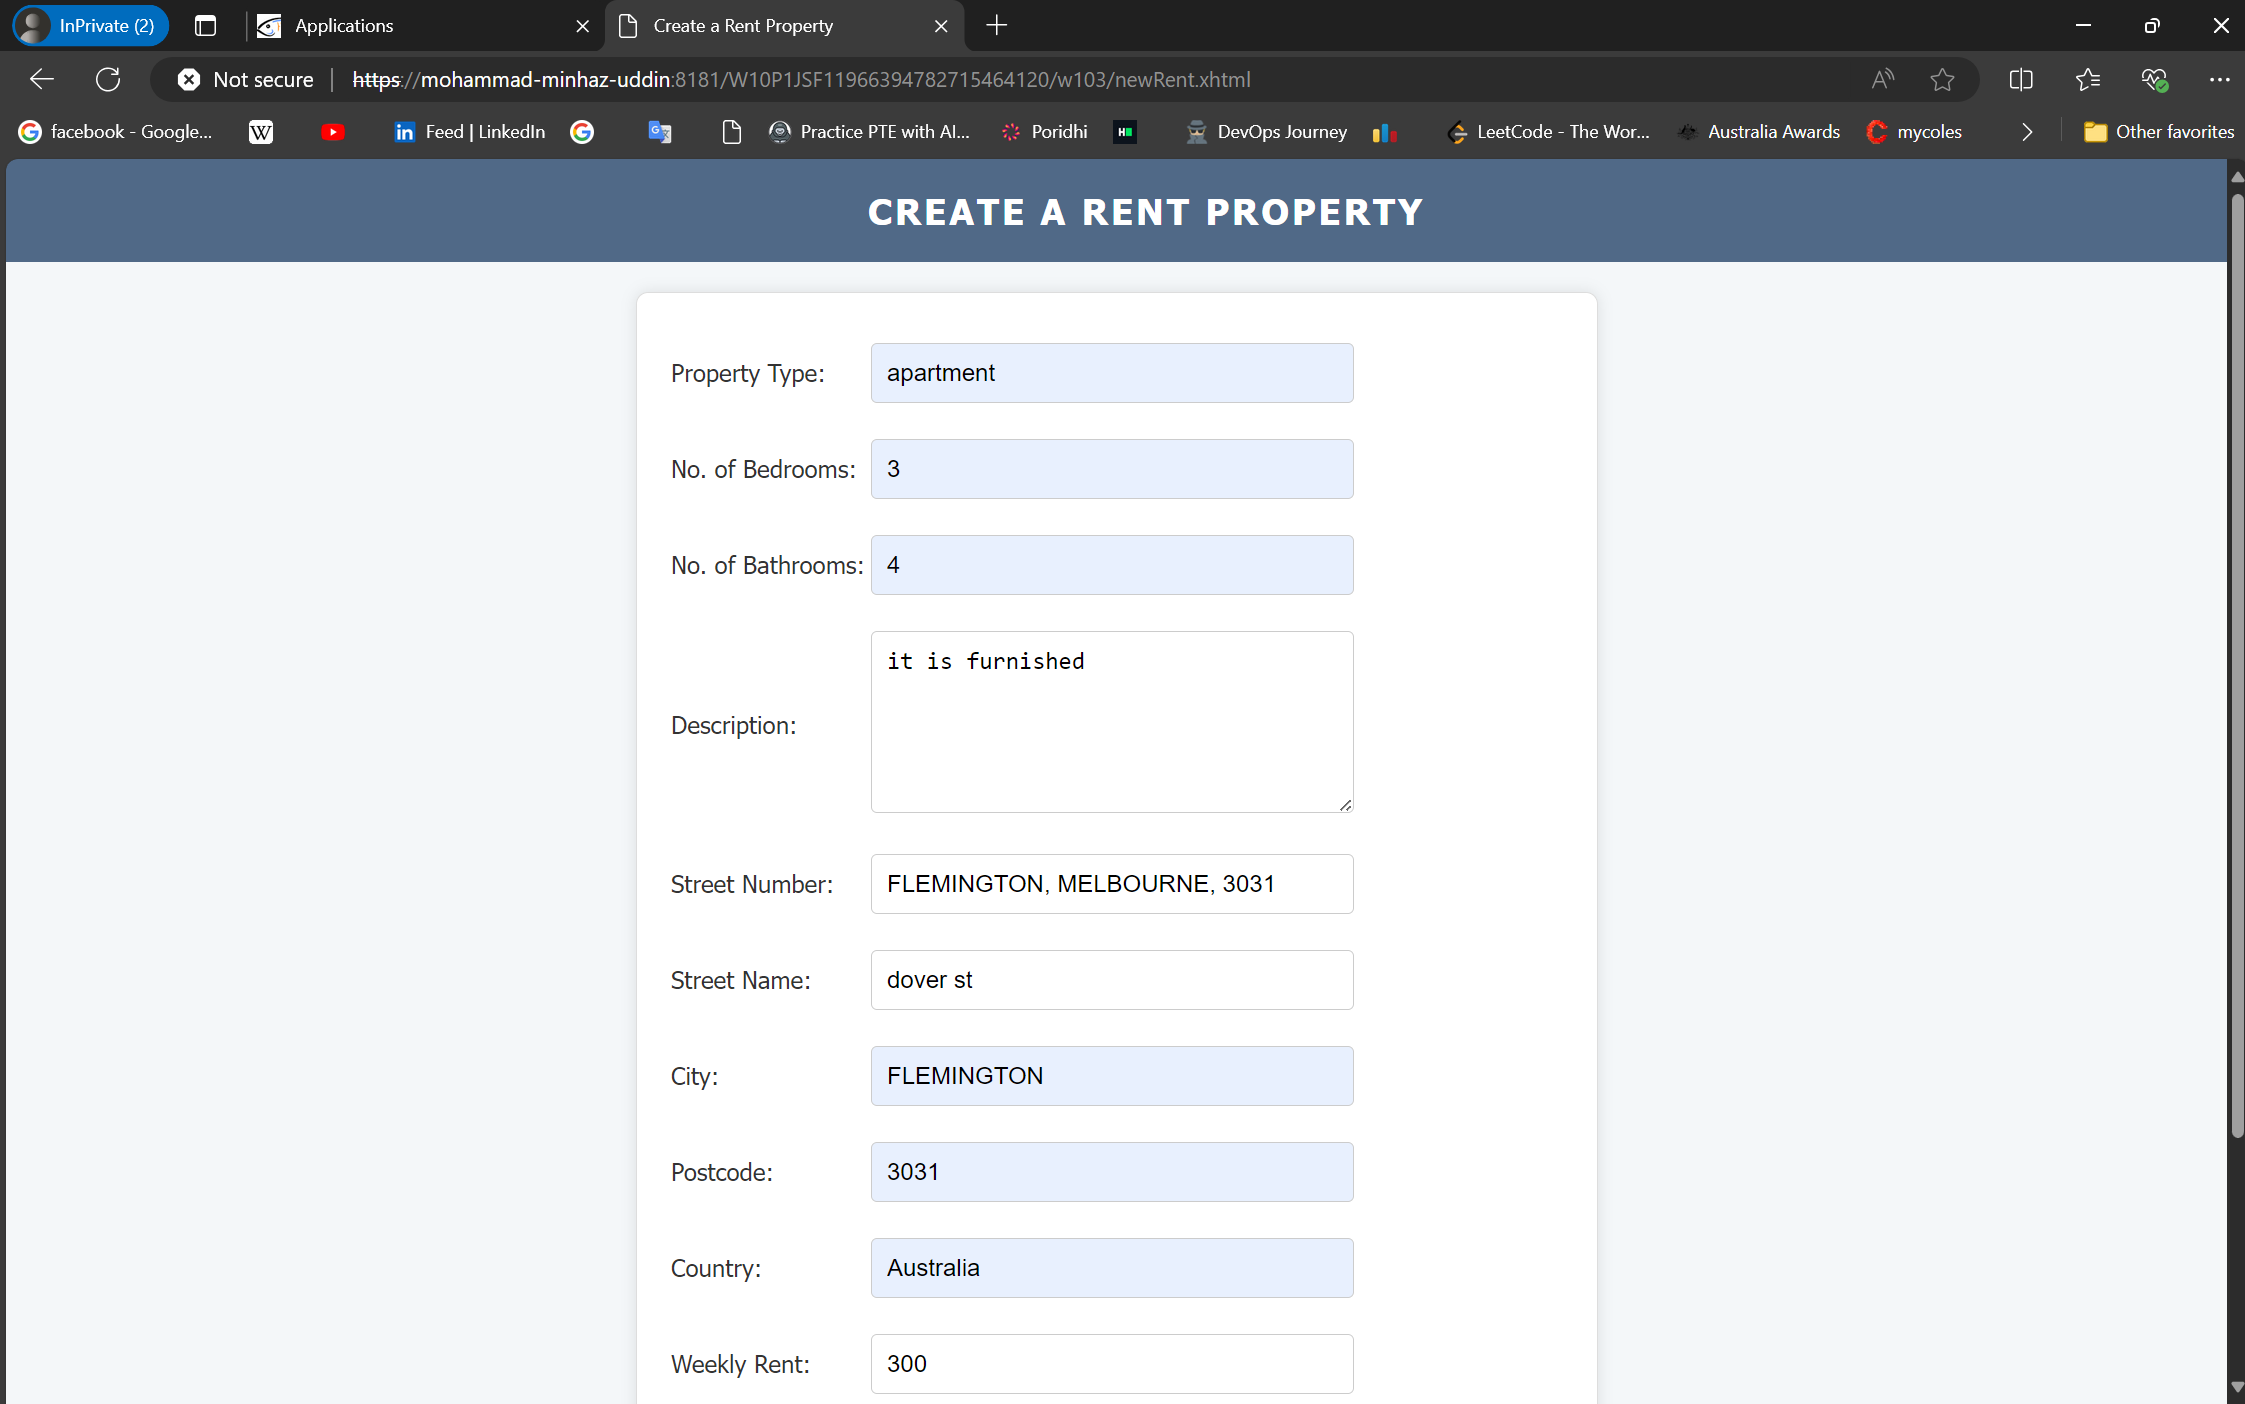 InPrivate (2)
Applications
Create a Rent Property
Not secure
https://mohammad-minhaz-uddin:8181/W10P1JSF11966394782715464120/w103/newRent.xhtml
facebook - Google...
W
in Feed | LinkedIn
Practice PTE with AI...
Poridhi
H
DevOps Journey
LeetCode - The Wor...
Australia Awards
mycoles
Other favorites
CREATE A RENT PROPERTY
Property Type: apartment
No. of Bedrooms: 3
No. of Bathrooms: 4
Description: it is furnished
Street Number: FLEMINGTON, MELBOURNE, 3031
Street Name: dover st
City: FLEMINGTON
Postcode: 3031
Country: Australia
Weekly Rent: 300